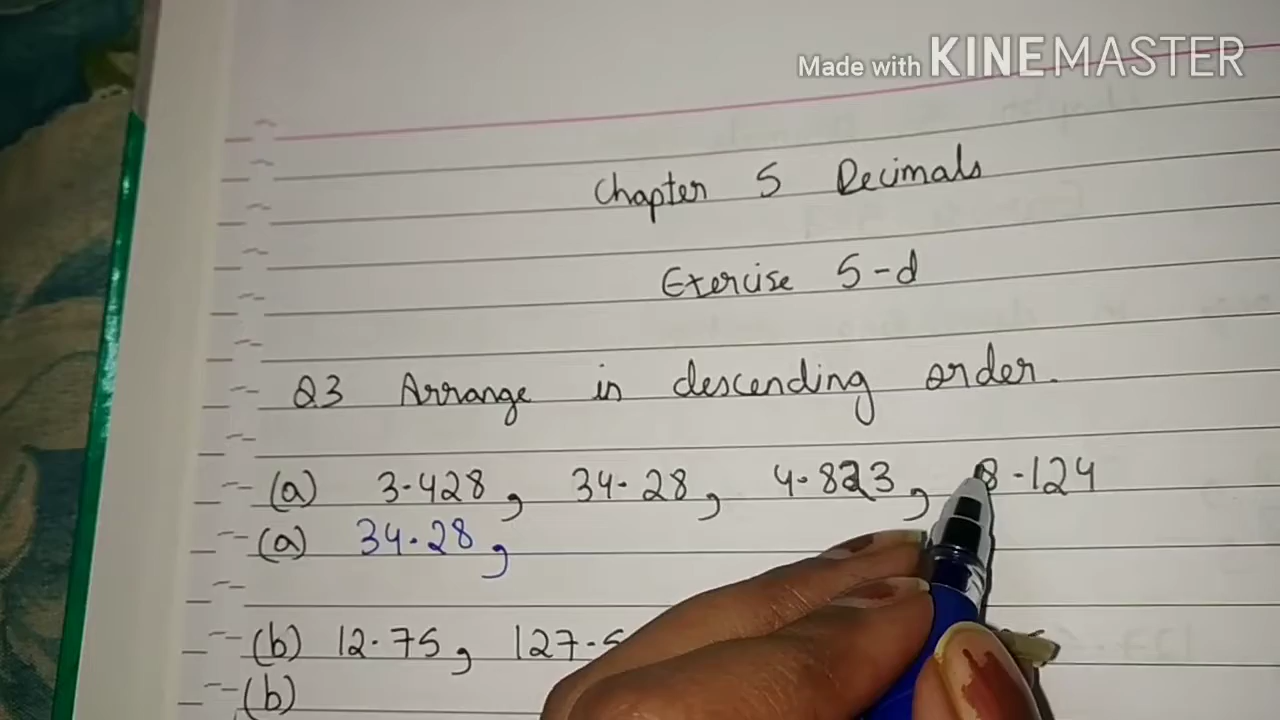 Made with KINEMASTER
Chapter 5 Decimals
Exercise 5-d
Q3 Arrange in descending order.
(a) 3.428, 34.28, 4.823, 8.124
(a) 34.28,
(b) 12.75,
(b)